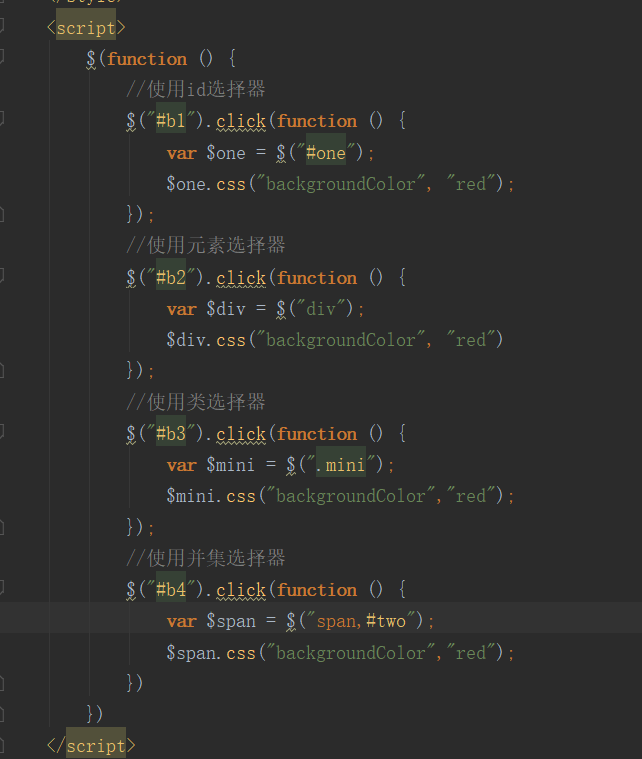 </style>
<script>
$(function () {
//使用id选择器
$("#b1").click(function () {
var $one = $("#one");
$one.css("backgroundColor", "red");
});
//使用元素选择器
$("#b2").click(function () {
var $div = $("div");
$div.css("backgroundColor", "red")
});
//使用类选择器
$("#b3").click(function () {
var $mini = $(".mini");
$mini.css("backgroundColor","red");
});
//使用并集选择器
$("#b4").click(function () {
var $span = $("span,#two");
$span.css("backgroundColor","red");
})
})
</script>